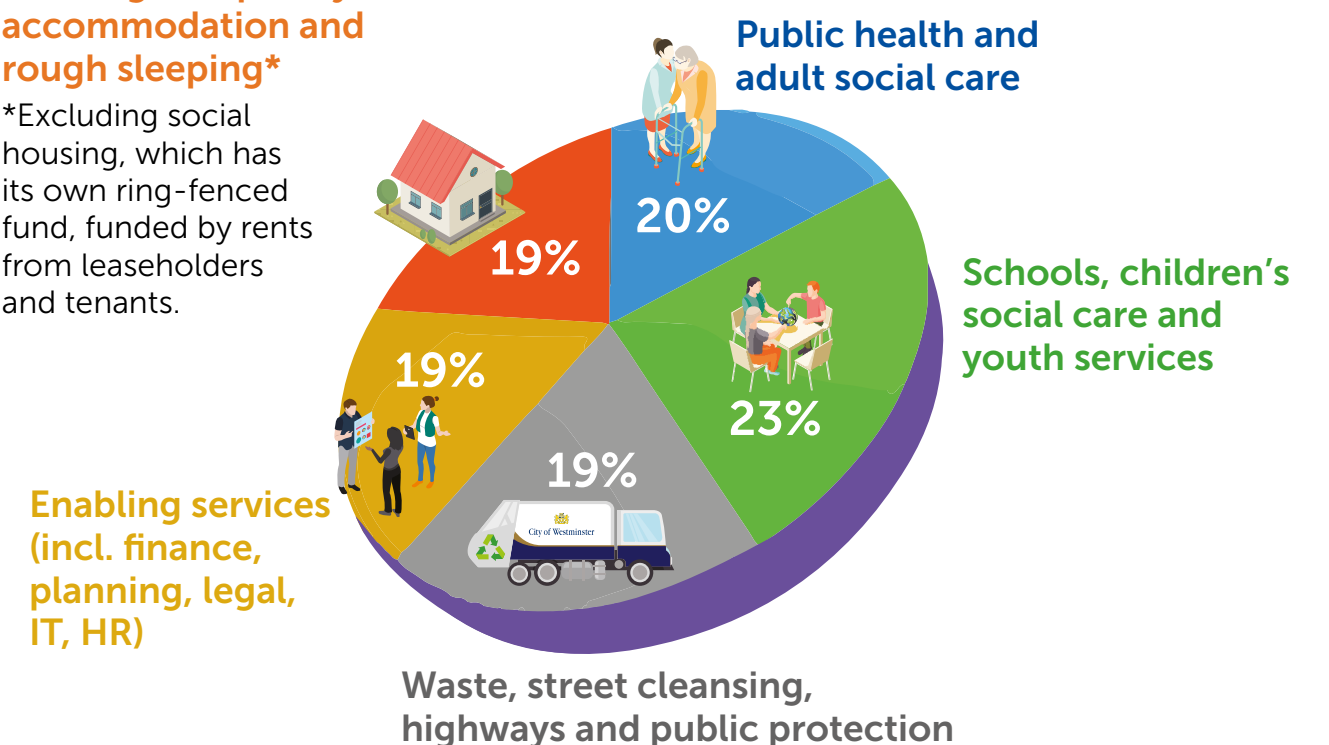 accommodation and
rough sleeping*
*Excluding social
housing, which has
its own ring-fenced
fund, funded by rents
from leaseholders
and tenants.
Public health and
adult social care
20%
19%
Schools, children’s
social care and
youth services
23%
19%
Enabling services
(incl. finance,
planning, legal,
IT, HR)
19%
City of Westminster
Waste, street cleansing,
highways and public protection